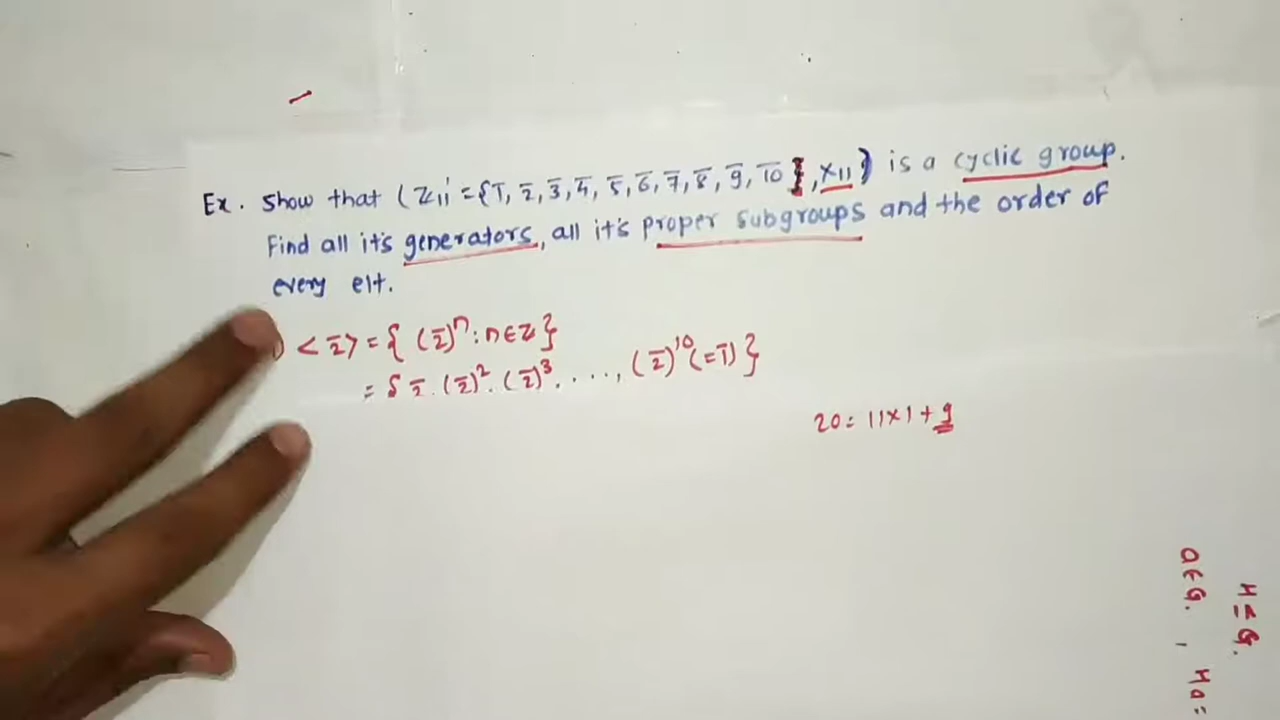 Ex. Show that (Z11' = {1̄, 2̄, 3̄, 4̄, 5̄, 6̄, 7̄, 8̄, 9̄, 10̄ }, ×11) is a cyclic group.
Find all it's generators, all it's proper subgroups and the order of
every elt.
) <2̄> = { (2̄)ⁿ : n ∈ Z }
= { 2̄, (2̄)², (2̄)³, ...., (2̄)¹⁰ (=1̄) }
20 = 11×1 + 9
H ≤ G.
a ∈ G. , Ha =